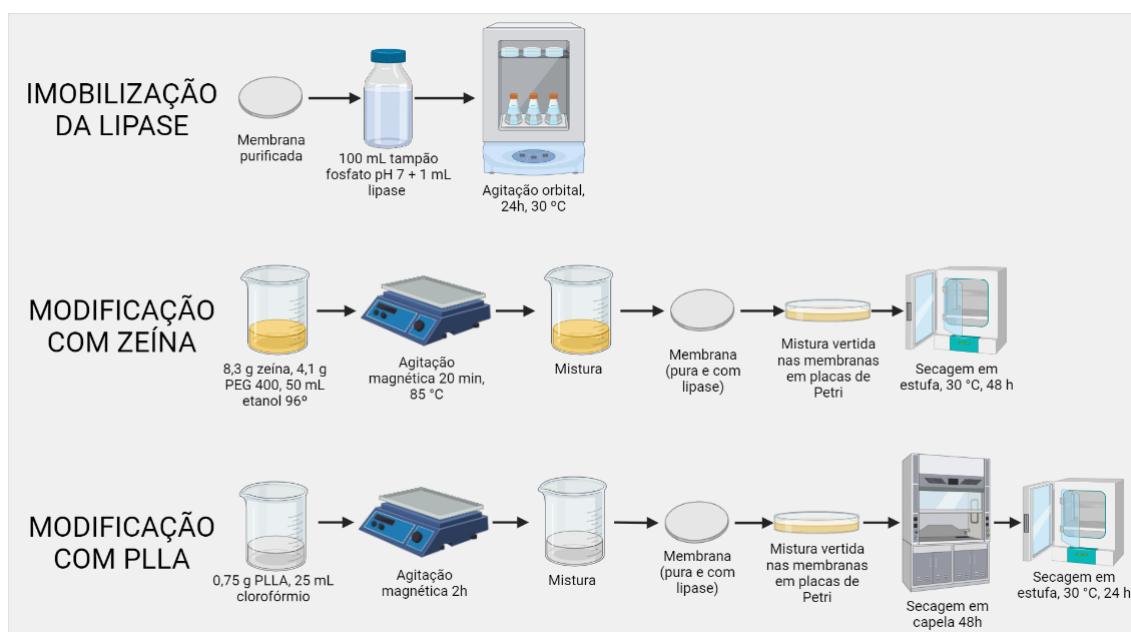 IMOBILIZAÇÃO
DA LIPASE
Membrana
purificada
100 mL tampão
fosfato pH 7 + 1 mL
lipase
Agitação orbital,
24h, 30 ºC
MODIFICAÇÃO
COM ZEÍNA
8,3 g zeína, 4,1 g
PEG 400, 50 mL
etanol 96º
Agitação
magnética 20 min,
85 °C
Mistura
Membrana
(pura e com
lipase)
Mistura vertida
nas membranas
em placas de
Petri
Secagem em
estufa, 30 °C, 48 h
MODIFICAÇÃO
COM PLLA
0,75 g PLLA, 25 mL
clorofórmio
Agitação
magnética 2h
Mistura
Membrana
(pura e com
lipase)
Mistura vertida
nas membranas
em placas de
Petri
Secagem em
capela 48h
Secagem em
estufa, 30 °C, 24 h